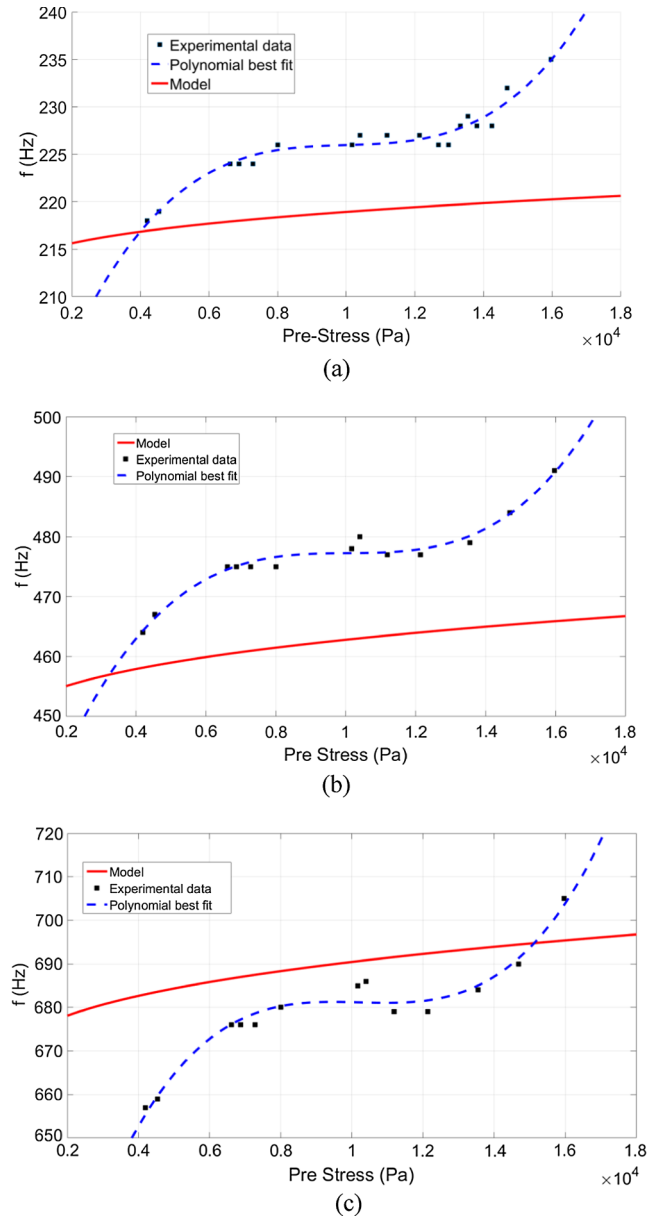 240
235
230
225
220
215
210
f (Hz)
Experimental data
Polynomial best fit
Model
0.2 0.4 0.6 0.8 1 1.2 1.4 1.6 1.8
Pre-Stress (Pa)
×10⁴
(a)
500
490
480
470
460
450
f (Hz)
Model
Experimental data
Polynomial best fit
0.2 0.4 0.6 0.8 1 1.2 1.4 1.6 1.8
Pre Stress (Pa)
×10⁴
(b)
720
710
700
690
680
670
660
650
f (Hz)
Model
Experimental data
Polynomial best fit
0.2 0.4 0.6 0.8 1 1.2 1.4 1.6 1.8
Pre Stress (Pa)
×10⁴
(c)